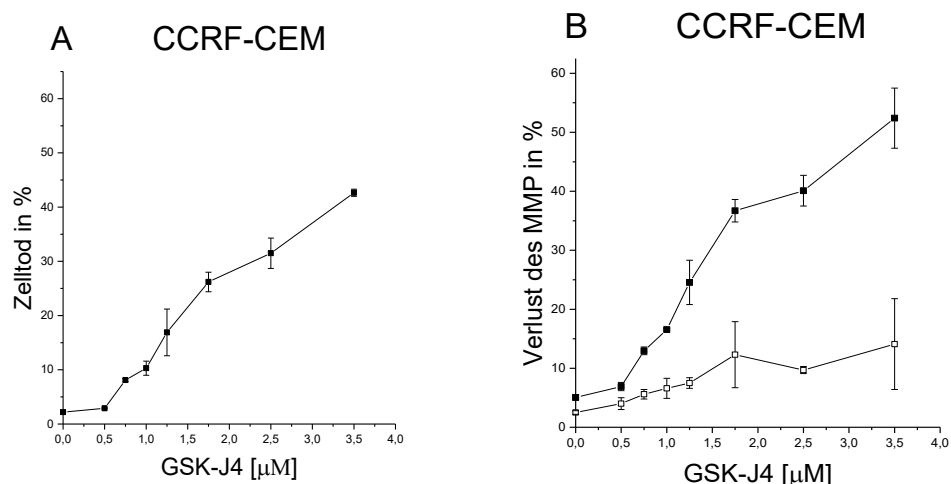 A CCRF-CEM
Zelltod in %
60
50
40
30
20
10
0
0,0 0,5 1,0 1,5 2,0 2,5 3,0 3,5 4,0
GSK-J4 [µM]
B CCRF-CEM
Verlust des MMP in %
60
50
40
30
20
10
0
0,0 0,5 1,0 1,5 2,0 2,5 3,0 3,5 4,0
GSK-J4 [µM]